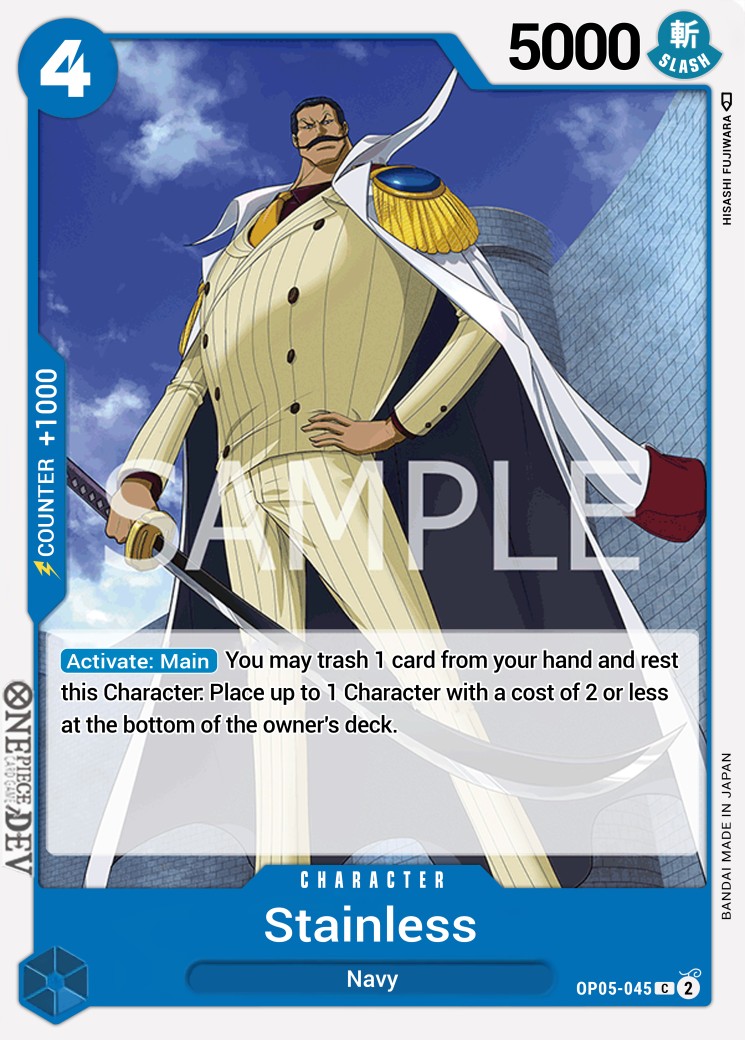 4
5000
斬
SLASH
HISASHI FUJIWARA
COUNTER +1000
SAMPLE
Activate: Main You may trash 1 card from your hand and rest
this Character: Place up to 1 Character with a cost of 2 or less
at the bottom of the owner's deck.
ONE PIECE
CARD GAME
.DEV
BANDAI MADE IN JAPAN
CHARACTER
Stainless
Navy
OP05-045 C 2